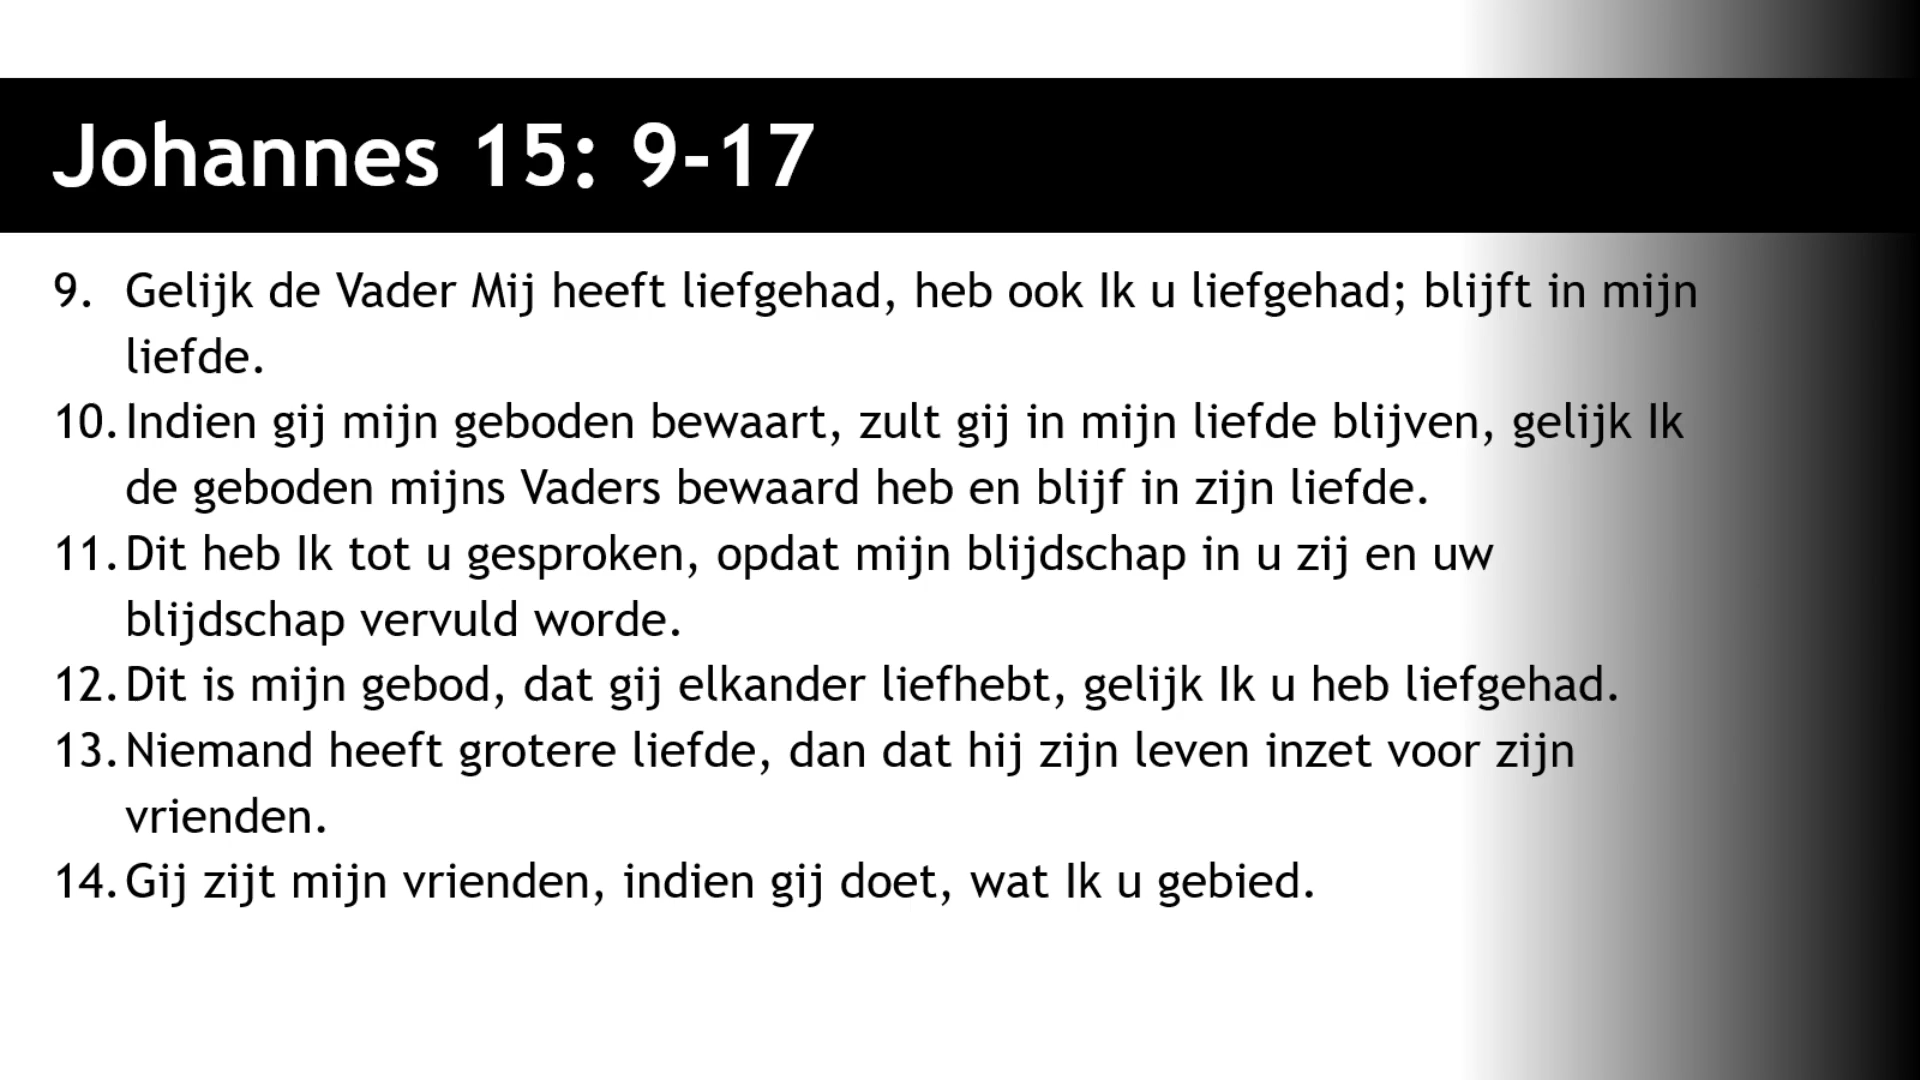 Johannes 15: 9-17
9. Gelijk de Vader Mij heeft liefgehad, heb ook Ik u liefgehad; blijft in mijn
liefde.
10. Indien gij mijn geboden bewaart, zult gij in mijn liefde blijven, gelijk Ik
de geboden mijns Vaders bewaard heb en blijf in zijn liefde.
11. Dit heb Ik tot u gesproken, opdat mijn blijdschap in u zij en uw
blijdschap vervuld worde.
12. Dit is mijn gebod, dat gij elkander liefhebt, gelijk Ik u heb liefgehad.
13. Niemand heeft grotere liefde, dan dat hij zijn leven inzet voor zijn
vrienden.
14. Gij zijt mijn vrienden, indien gij doet, wat Ik u gebied.